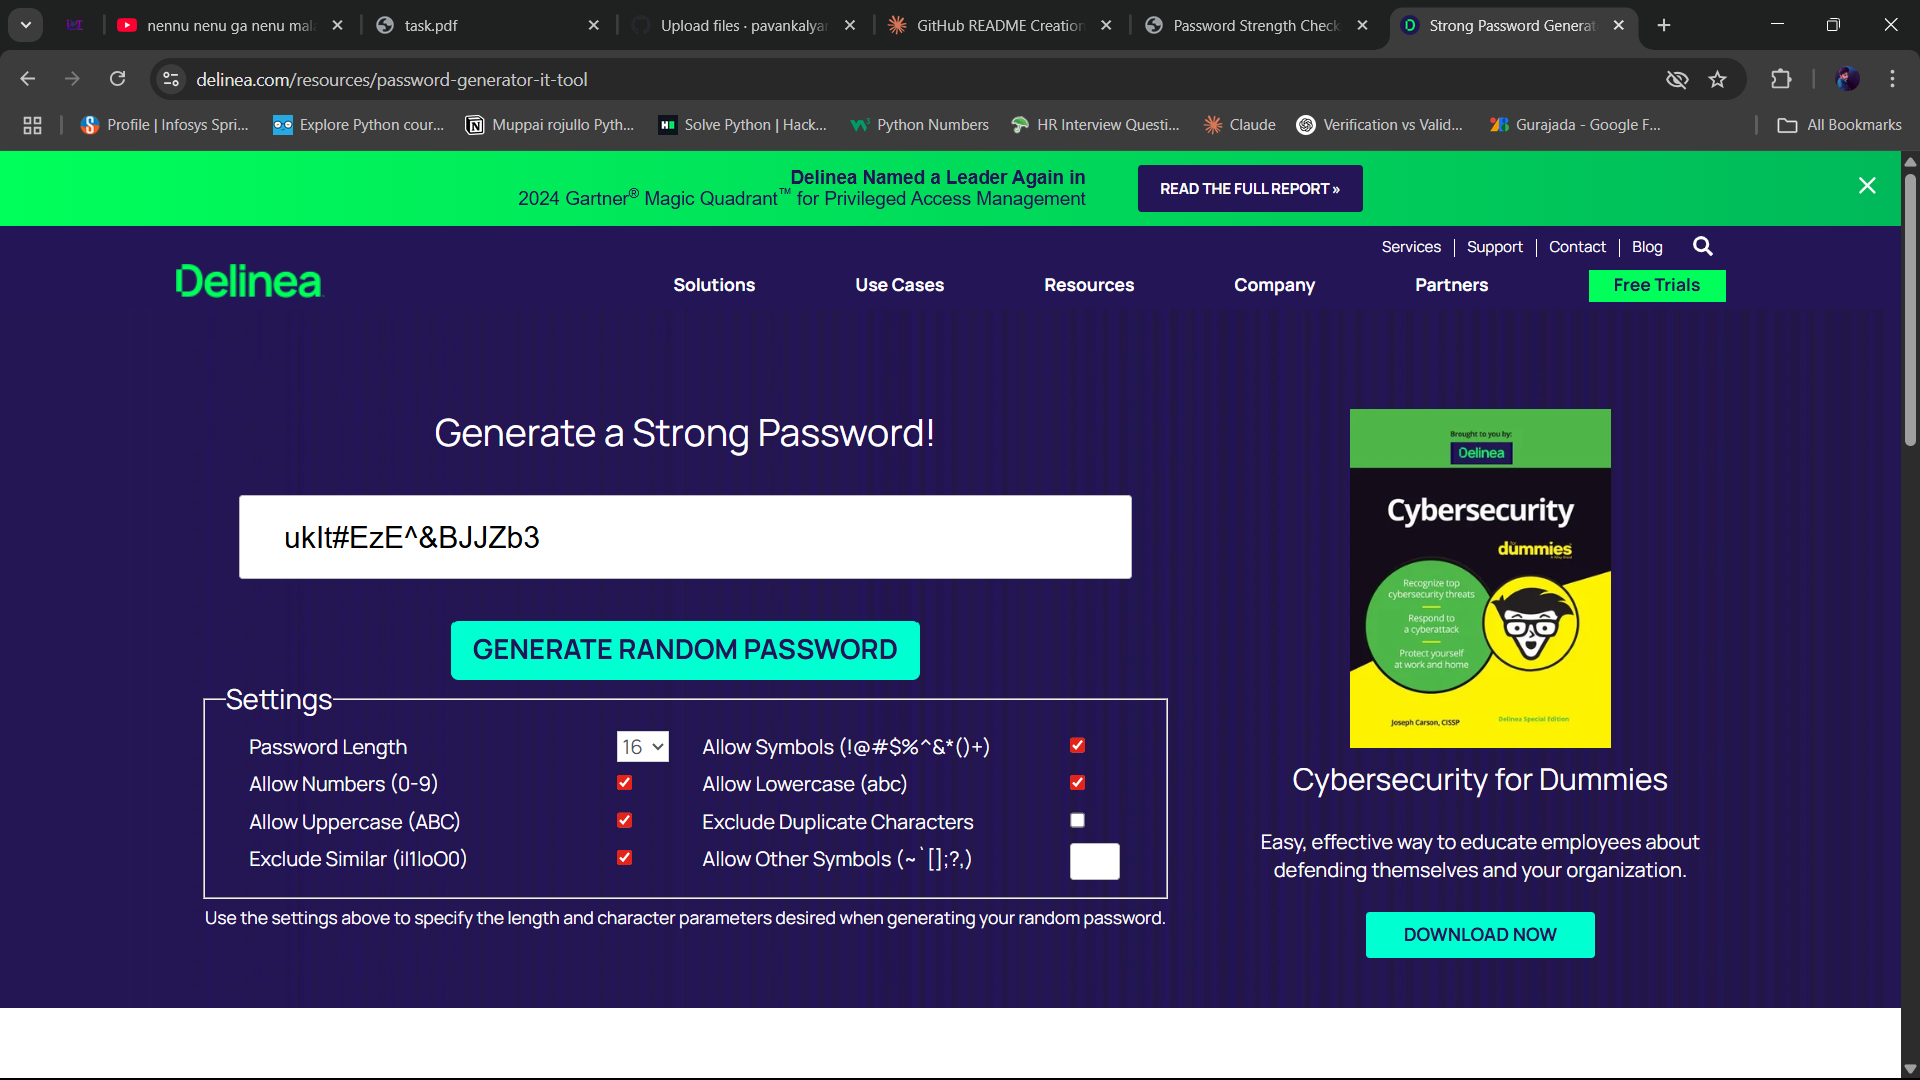 nennu nenu ga nenu mal
task.pdf
Upload files · pavankalyan
GitHub README Creation
Password Strength Check
Strong Password Generat
delinea.com/resources/password-generator-it-tool
Profile | Infosys Spri...
Explore Python cour...
Muppai rojullo Pyth...
Solve Python | Hack...
Python Numbers
HR Interview Questi...
Claude
Verification vs Valid...
Gurajada - Google F...
All Bookmarks
Delinea Named a Leader Again in
2024 Gartner® Magic Quadrant™ for Privileged Access Management
READ THE FULL REPORT »
Services
Support
Contact
Blog
Delinea
Solutions
Use Cases
Resources
Company
Partners
Free Trials
Generate a Strong Password!
ukIt#EzE^&BJJZb3
GENERATE RANDOM PASSWORD
Settings
Password Length
16
Allow Symbols (!@#$%^&*()+)
Allow Numbers (0-9)
Allow Lowercase (abc)
Allow Uppercase (ABC)
Exclude Duplicate Characters
Exclude Similar (iI1loO0)
Allow Other Symbols (~`[];?,)
Use the settings above to specify the length and character parameters desired when generating your random password.
Brought to you by:
Delinea
Cybersecurity
for
dummies
Recognize top
cybersecurity threats
Respond to
a cyberattack
Protect yourself
at work and home
Joseph Carson, CISSP
Delinea Special Edition
Cybersecurity for Dummies
Easy, effective way to educate employees about
defending themselves and your organization.
DOWNLOAD NOW